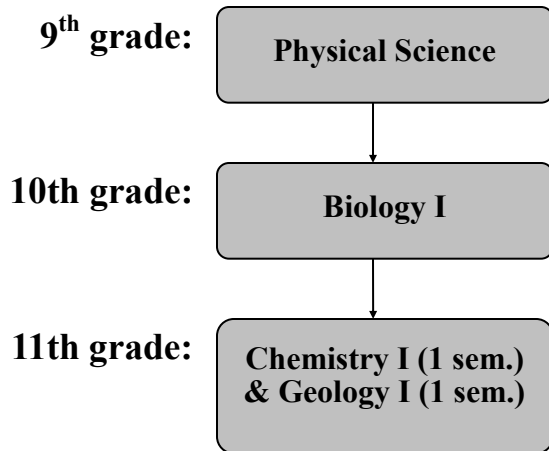 9th grade:
Physical Science
10th grade:
Biology I
11th grade:
Chemistry I (1 sem.)
& Geology I (1 sem.)